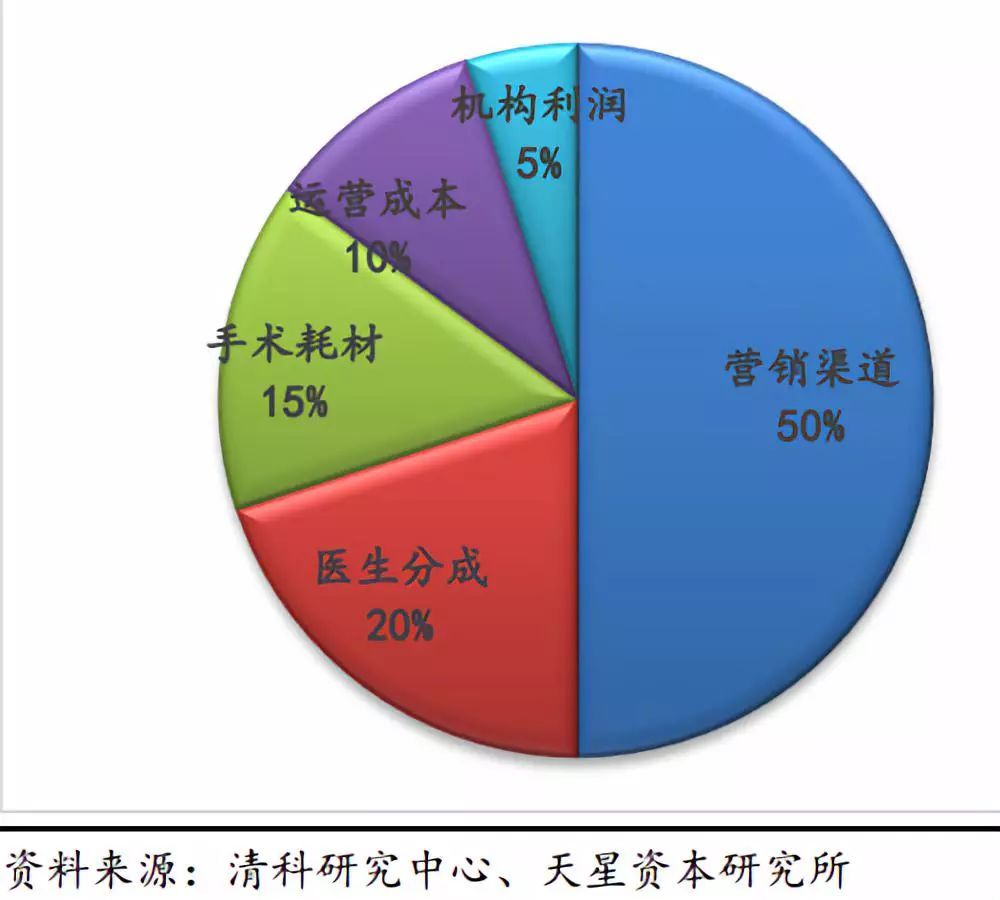 机构利润
5%
运营成本
10%
手术耗材
15%
营销渠道
50%
医生分成
20%
资料来源：清科研究中心、天星资本研究所